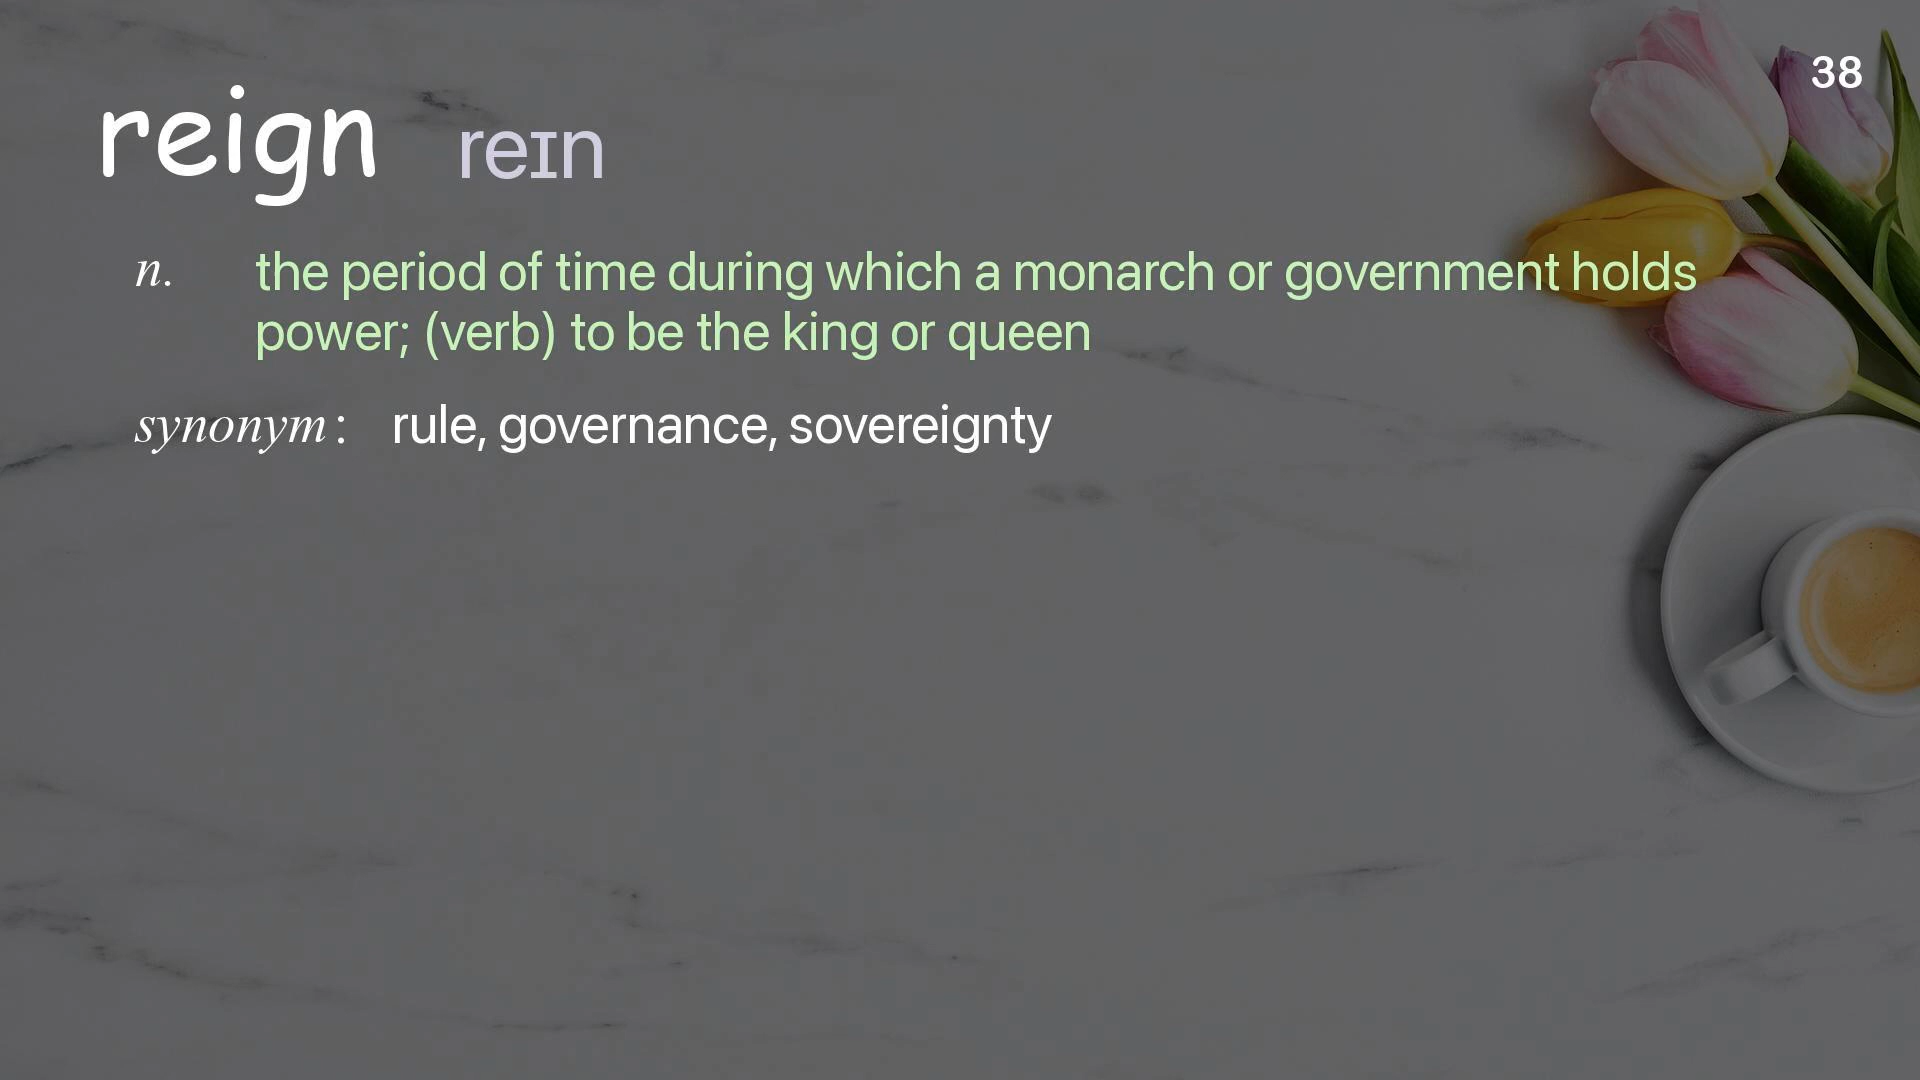 38
reign reɪn
n. the period of time during which a monarch or government holds
power; (verb) to be the king or queen
synonym : rule, governance, sovereignty